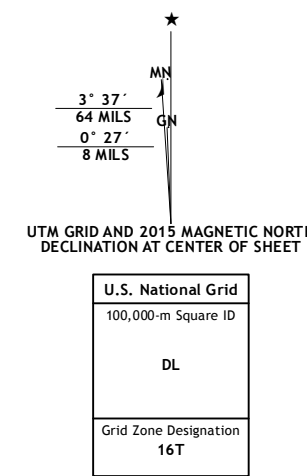 ★
MN
3° 37´
64 MILS
GN
0° 27´
8 MILS
UTM GRID AND 2015 MAGNETIC NORTH
DECLINATION AT CENTER OF SHEET
U.S. National Grid
100,000-m Square ID
DL
Grid Zone Designation
16T